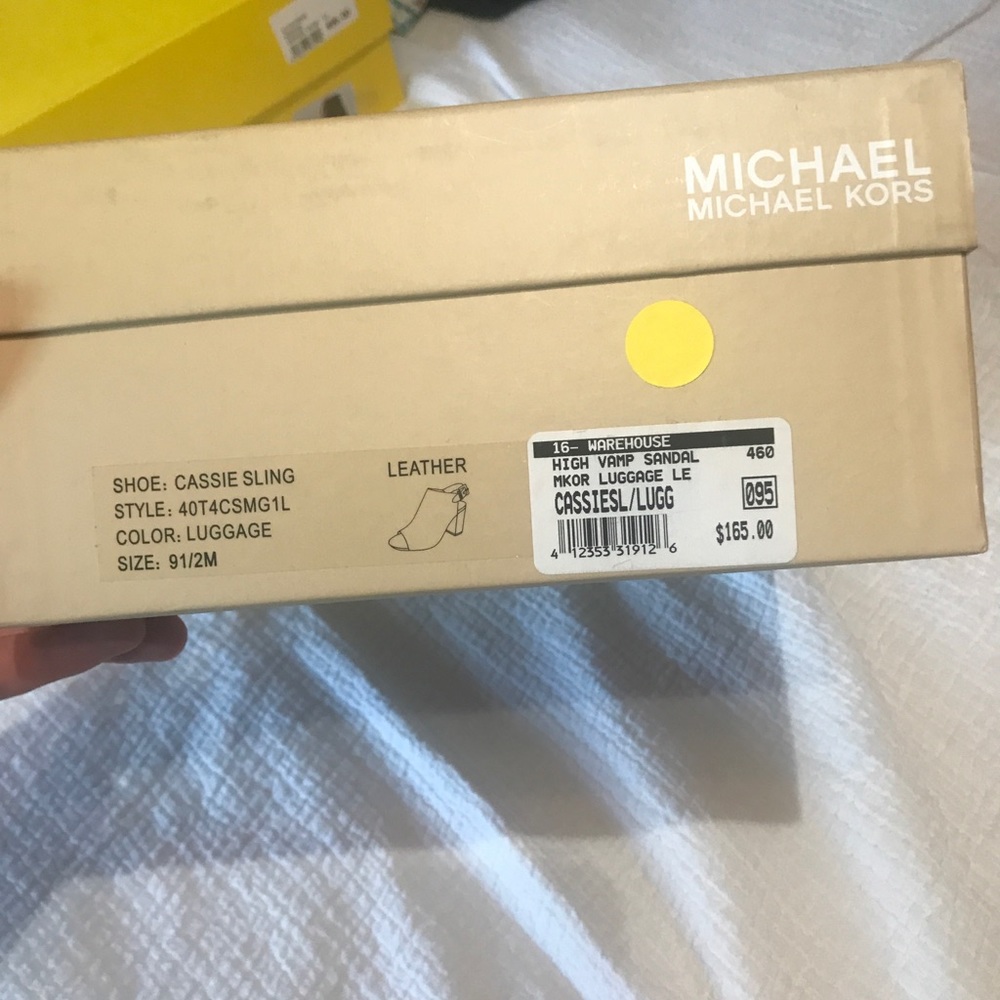 MICHAEL
MICHAEL KORS
SHOE: CASSIE SLING
STYLE: 40T4CSMG1L
COLOR: LUGGAGE
SIZE: 91/2M
LEATHER
16- WAREHOUSE
HIGH VAMP SANDAL 460
MKOR LUGGAGE LE
CASSIESL/LUGG 095
$165.00
4 12353 31912 6